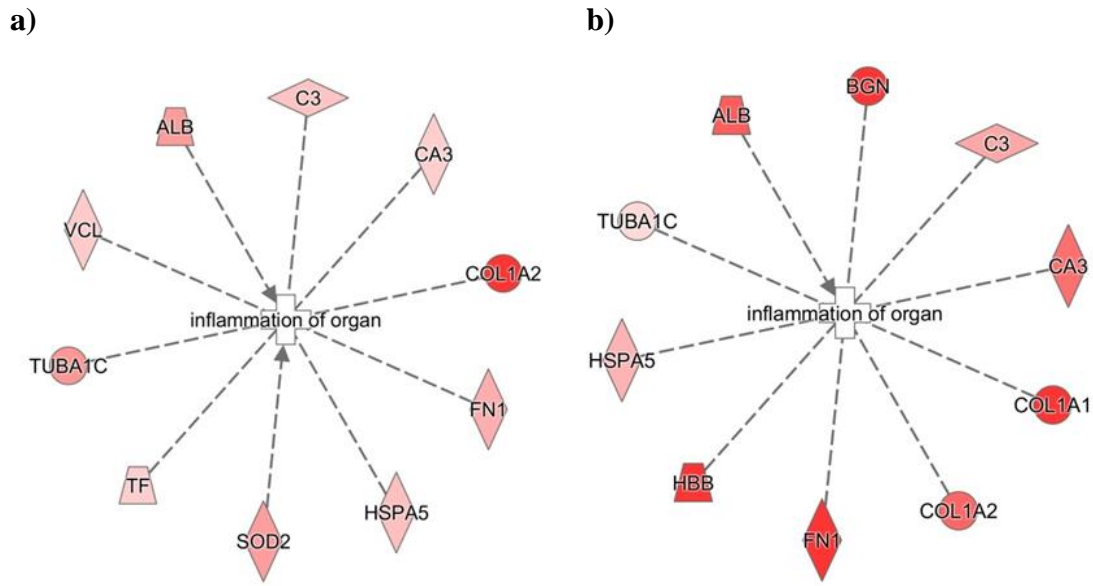 a)
C3
ALB
CA3
VCL
COL1A2
inflammation of organ
TUBA1C
FN1
TF
HSPA5
SOD2
b)
BGN
ALB
C3
TUBA1C
CA3
inflammation of organ
HSPA5
COL1A1
HBB
COL1A2
FN1